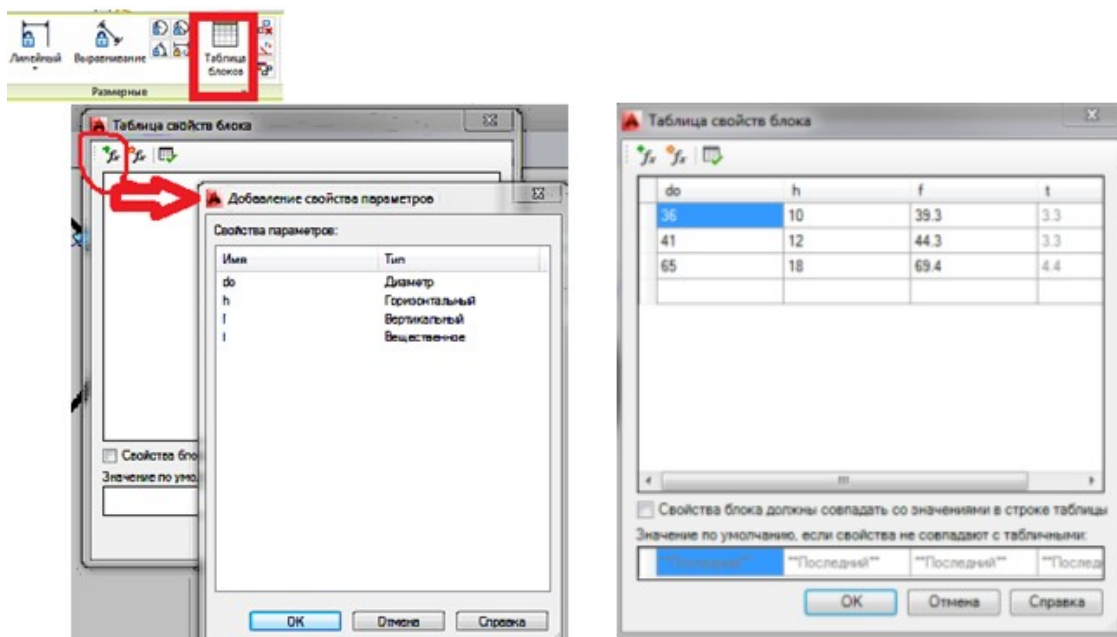 Линейный Выравнивание Таблица блоков
Размерные
Таблица свойств блока
Добавление свойства параметров
Свойства параметров:
Имя Тип
do Диаметр
h Горизонтальный
f Вертикальный
t Вещественное
Свойства бло
Значение по умо
OK Отмена Справка
Таблица свойств блока
do h f t
36 10 39.3 3.3
41 12 44.3 3.3
65 18 69.4 4.4
Свойства блока должны совпадать со значениями в строке таблицы
Значение по умолчанию, если свойства не совпадают с табличными:
**Последний** **Последний** **Последний** **Послед
OK Отмена Справка